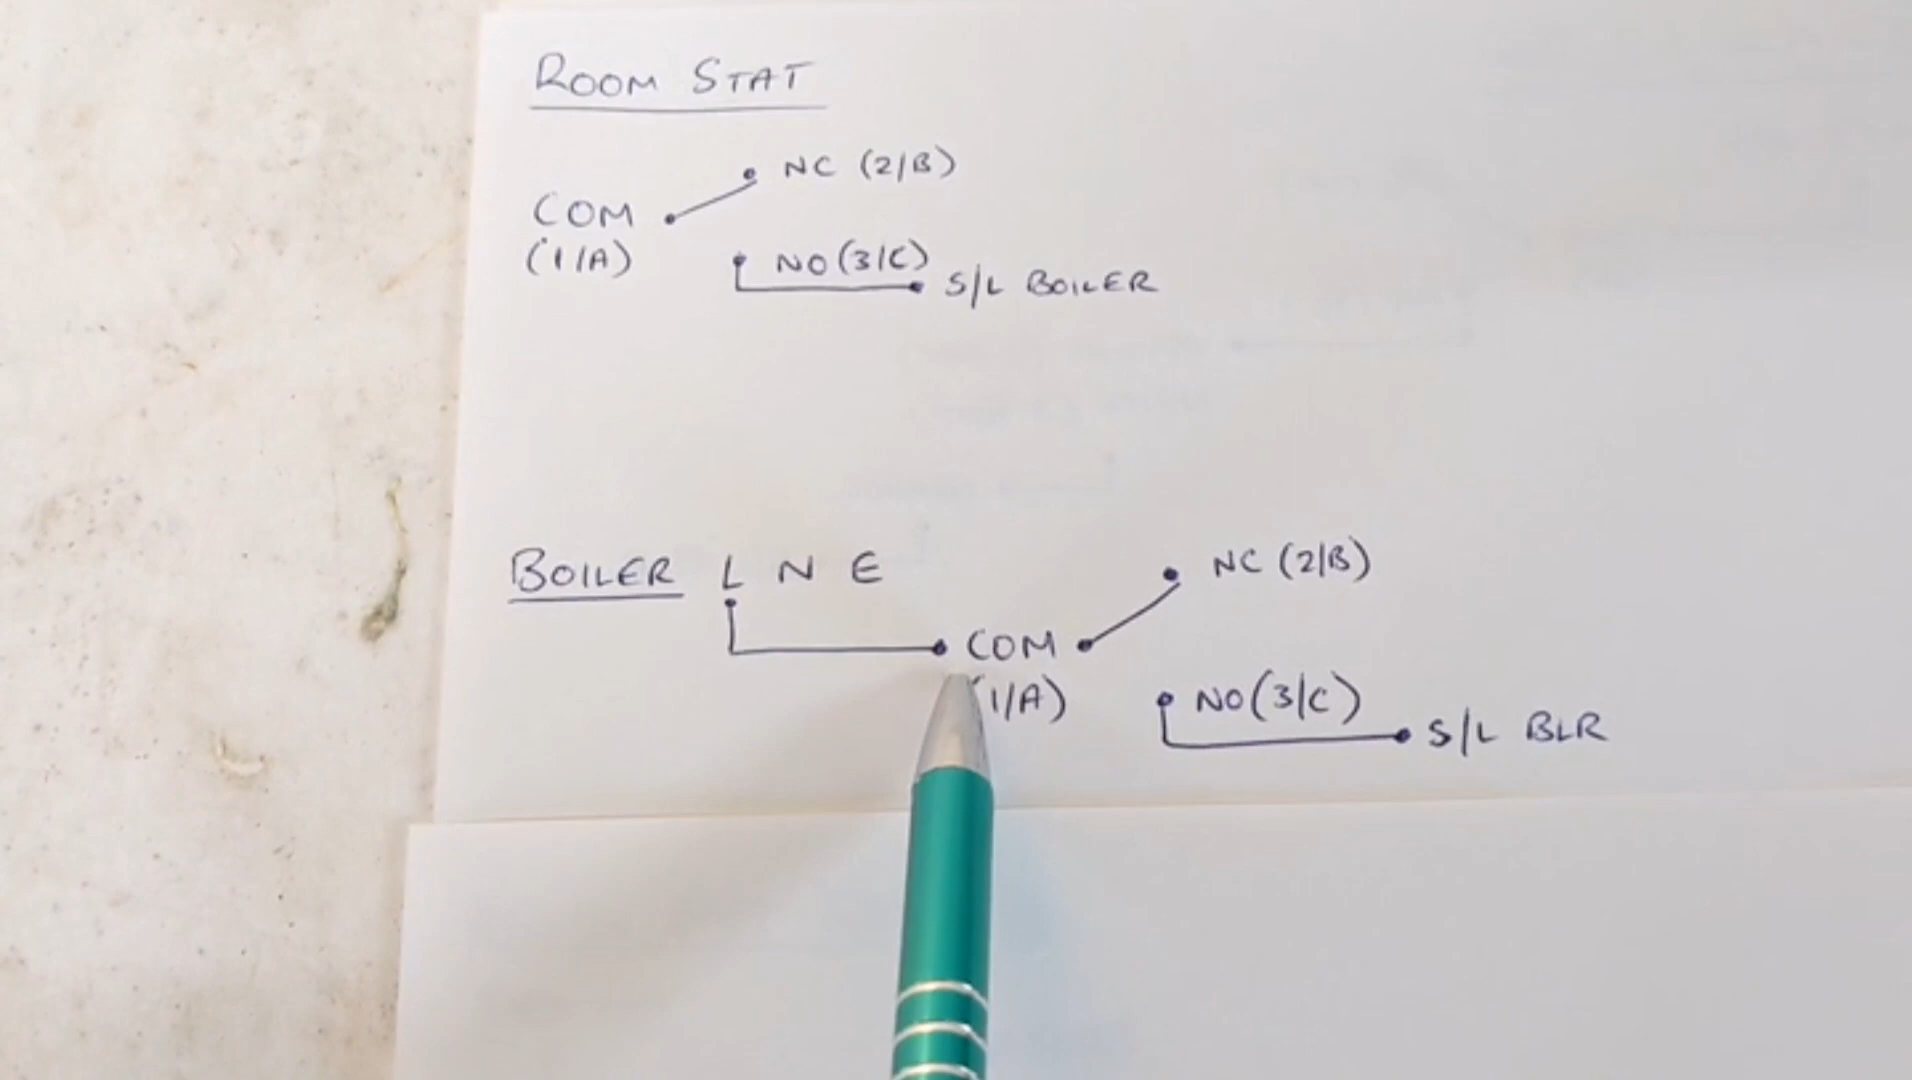 ROOM STAT
NC (2/B)
COM
(1/A)
NO (3/C)
S/L BOILER
BOILER L N E
NC (2/B)
COM
(1/A)
NO (3/C)
S/L BLR